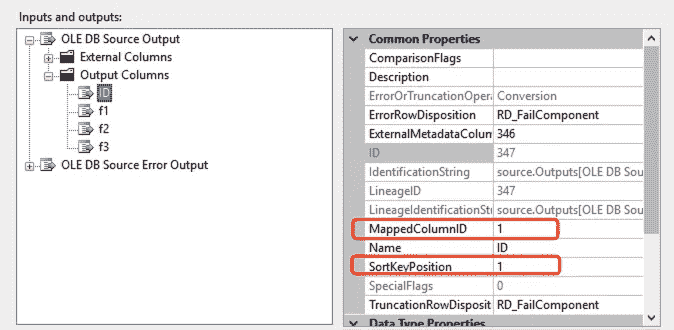 Inputs and outputs:
OLE DB Source Output
External Columns
Output Columns
ID
f1
f2
f3
OLE DB Source Error Output
Common Properties
ComparisonFlags
Description
ErrorOrTruncationOpera Conversion
ErrorRowDisposition RD_FailComponent
ExternalMetadataColum 346
ID 347
IdentificationString source.Outputs[OLE DB Sou
LineageID 347
LineageIdentificationStr source.Outputs[OLE DB Sou
MappedColumnID 1
Name ID
SortKeyPosition 1
SpecialFlags 0
TruncationRowDisposit RD_FailComponent
Data Type Properties